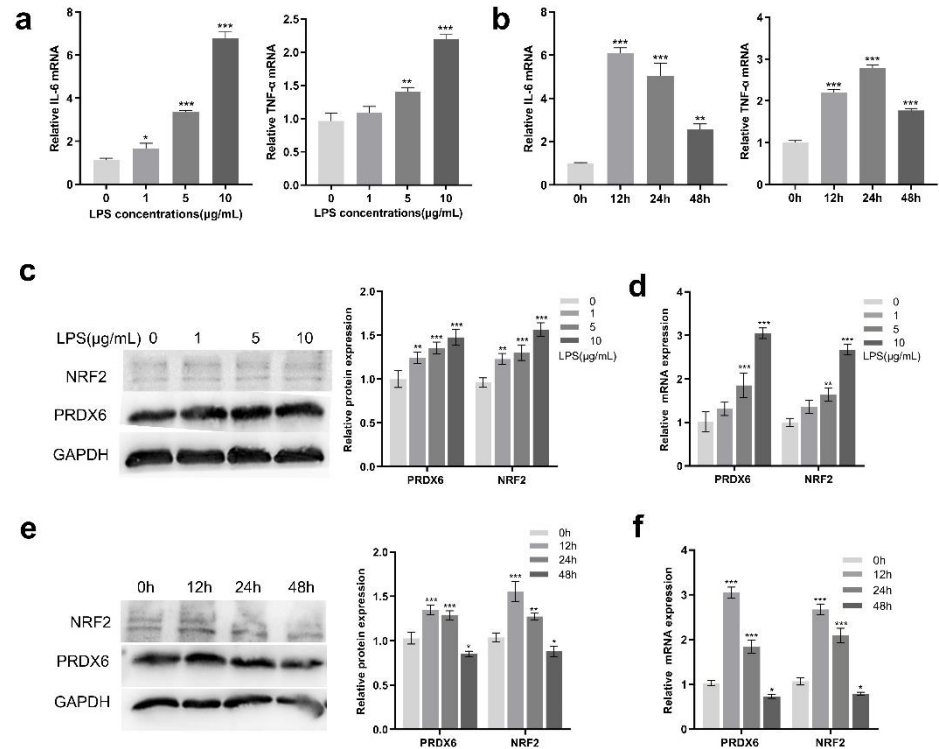 a
Relative IL-6 mRNA
8
6
4
2
0
* *** ***
0 1 5 10
LPS concentrations(μg/mL)
Relative TNF-α mRNA
2.5
2.0
1.5
1.0
0.5
0.0
** ***
0 1 5 10
LPS concentrations(μg/mL)
b
Relative IL-6 mRNA
8
6
4
2
0
*** *** **
0h 12h 24h 48h
Relative TNF-α mRNA
4
3
2
1
0
*** *** ***
0h 12h 24h 48h
c
LPS(μg/mL) 0 1 5 10
NRF2
PRDX6
GAPDH
Relative protein expression
2.0
1.5
1.0
0.5
0.0
** *** *** ** *** ***
PRDX6 NRF2
0
1
5
10
LPS(μg/mL)
d
Relative mRNA expression
4
3
2
1
0
*** *** ** ***
PRDX6 NRF2
0
1
5
10
LPS(μg/mL)
e
0h 12h 24h 48h
NRF2
PRDX6
GAPDH
Relative protein expression
2.0
1.5
1.0
0.5
0.0
*** *** * *** ** *
PRDX6 NRF2
0h
12h
24h
48h
f
Relative mRNA expression
4
3
2
1
0
*** *** * *** *** *
PRDX6 NRF2
0h
12h
24h
48h